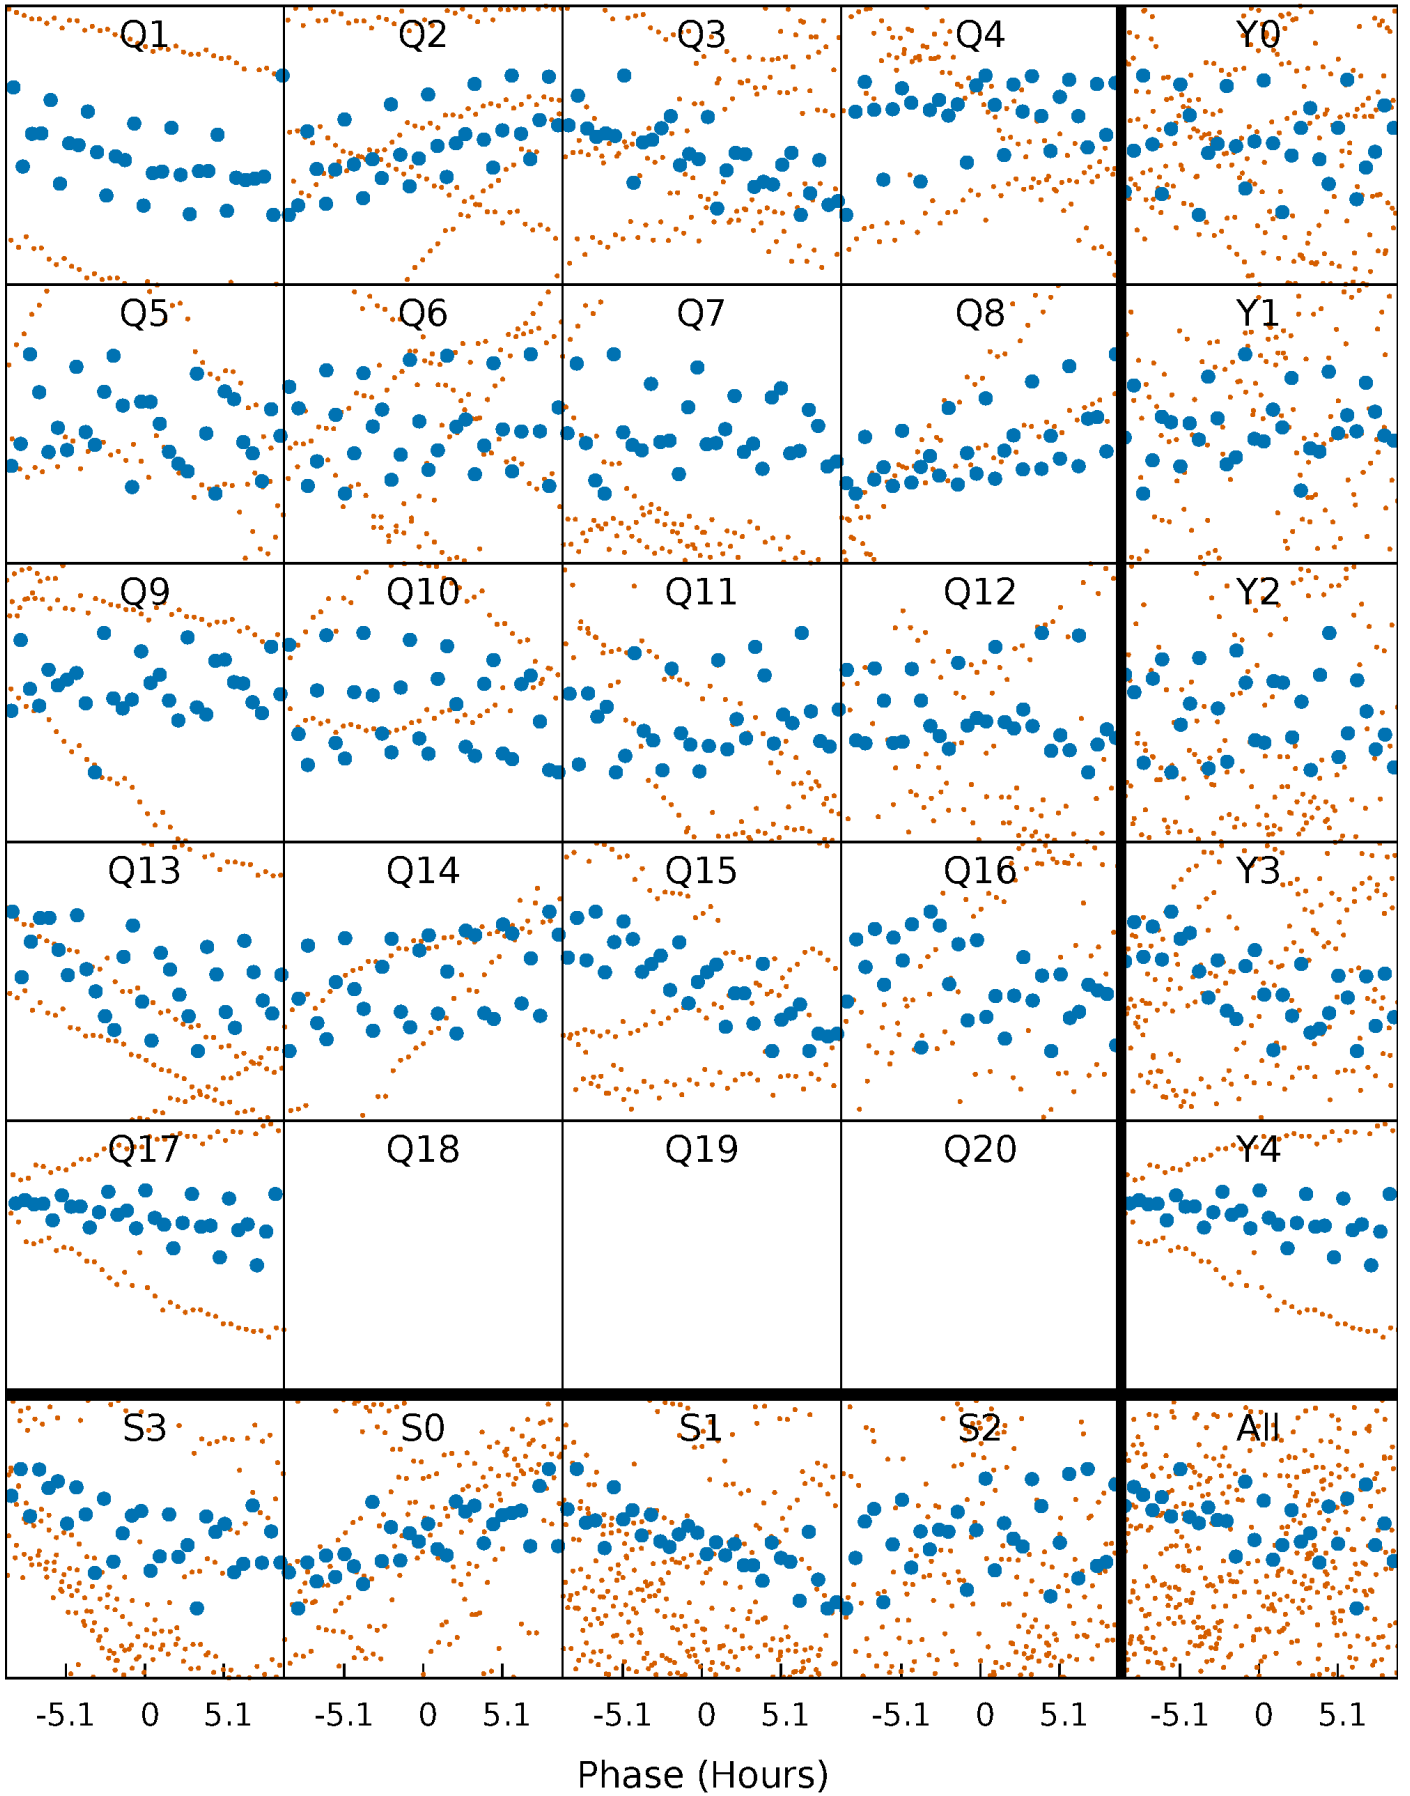 Q1 Q2 Q3 Q4 Y0
Q5 Q6 Q7 Q8 Y1
Q9 Q10 Q11 Q12 Y2
Q13 Q14 Q15 Q16 Y3
Q17 Q18 Q19 Q20 Y4
S3 S0 S1 S2 All
-5.1 0 5.1 -5.1 0 5.1 -5.1 0 5.1 -5.1 0 5.1 -5.1 0 5.1
Phase (Hours)